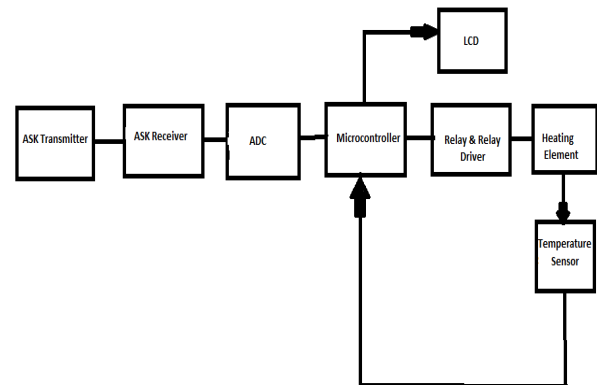 LCD
ASK Transmitter
ASK Receiver
ADC
Microcontroller
Relay & Relay
Driver
Heating
Element
Temperature
Sensor